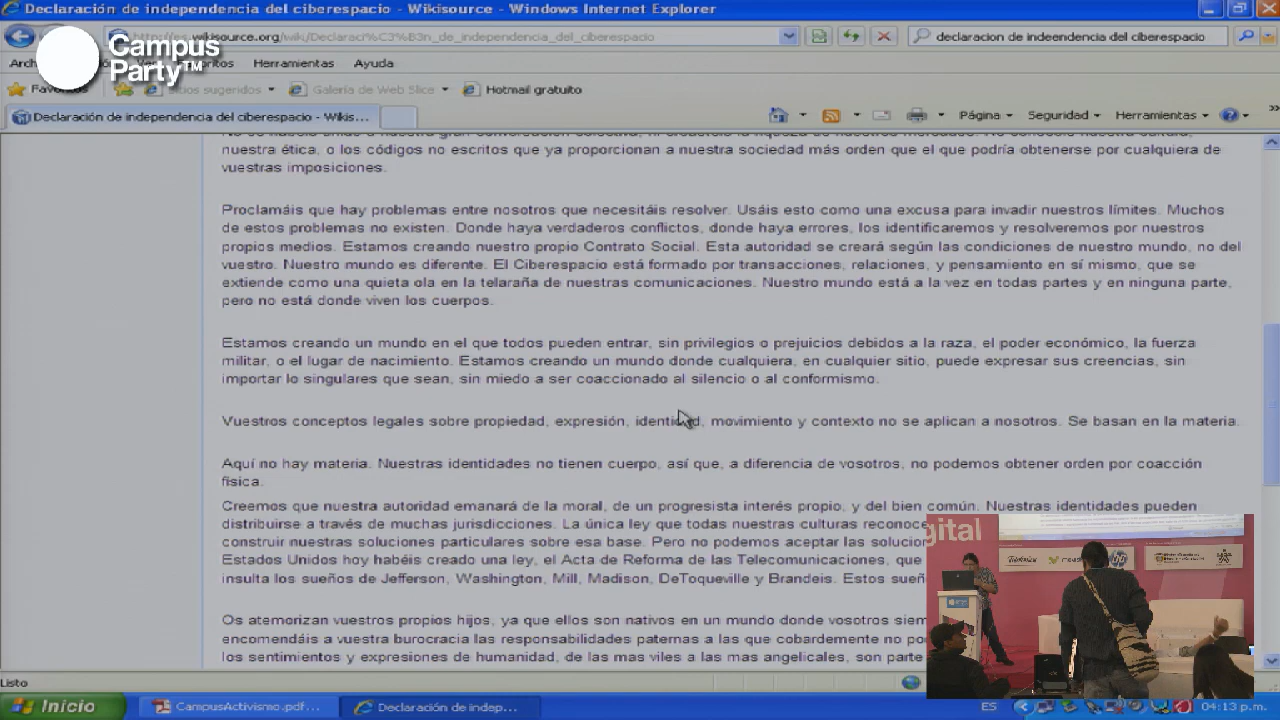 Declaración de independencia del ciberespacio - Wikisource - Windows Internet Explorer
.wikisource.org/wiki/Declaraci%C3%B3n_de_independencia_del_ciberespacio
declaracion de indeendencia del ciberespacio
Campus
Party™
Herramientas Ayuda
Sitios sugeridos Galería de Web Slice Hotmail gratuito
Declaración de independencia del ciberespacio - Wikis...
Página Seguridad Herramientas
nuestra ética, o los códigos no escritos que ya proporcionan a nuestra sociedad más orden que el que podría obtenerse por cualquiera de
vuestras imposiciones.
Proclamáis que hay problemas entre nosotros que necesitáis resolver. Usáis esto como una excusa para invadir nuestros límites. Muchos
de estos problemas no existen. Donde haya verdaderos conflictos, donde haya errores, los identificaremos y resolveremos por nuestros
propios medios. Estamos creando nuestro propio Contrato Social. Esta autoridad se creará según las condiciones de nuestro mundo, no del
vuestro. Nuestro mundo es diferente. El Ciberespacio está formado por transacciones, relaciones, y pensamiento en sí mismo, que se
extiende como una quieta ola en la telaraña de nuestras comunicaciones. Nuestro mundo está a la vez en todas partes y en ninguna parte,
pero no está donde viven los cuerpos.
Estamos creando un mundo en el que todos pueden entrar, sin privilegios o prejuicios debidos a la raza, el poder económico, la fuerza
militar, o el lugar de nacimiento. Estamos creando un mundo donde cualquiera, en cualquier sitio, puede expresar sus creencias, sin
importar lo singulares que sean, sin miedo a ser coaccionado al silencio o al conformismo.
Vuestros conceptos legales sobre propiedad, expresión, identidad, movimiento y contexto no se aplican a nosotros. Se basan en la materia.
Aquí no hay materia. Nuestras identidades no tienen cuerpo, así que, a diferencia de vosotros, no podemos obtener orden por coacción
física.
Creemos que nuestra autoridad emanará de la moral, de un progresista interés propio, y del bien común. Nuestras identidades pueden
distribuirse a través de muchas jurisdicciones. La única ley que todas nuestras culturas reconoce
construir nuestras soluciones particulares sobre esa base. Pero no podemos aceptar las solucio
Estados Unidos hoy habéis creado una ley, el Acta de Reforma de las Telecomunicaciones, que
insulta los sueños de Jefferson, Washington, Mill, Madison, DeToqueville y Brandeis. Estos sueñ
Os atemorizan vuestros propios hijos, ya que ellos son nativos en un mundo donde vosotros siem
encomendáis a vuestra burocracia las responsabilidades paternas a las que cobardemente no po
los sentimientos y expresiones de humanidad, de las mas viles a las mas angelicales, son parte
igital
Telefónica
Listo
Inicio CampusActivismo.pdf... Declaración de indep... ES 04:13 p.m.